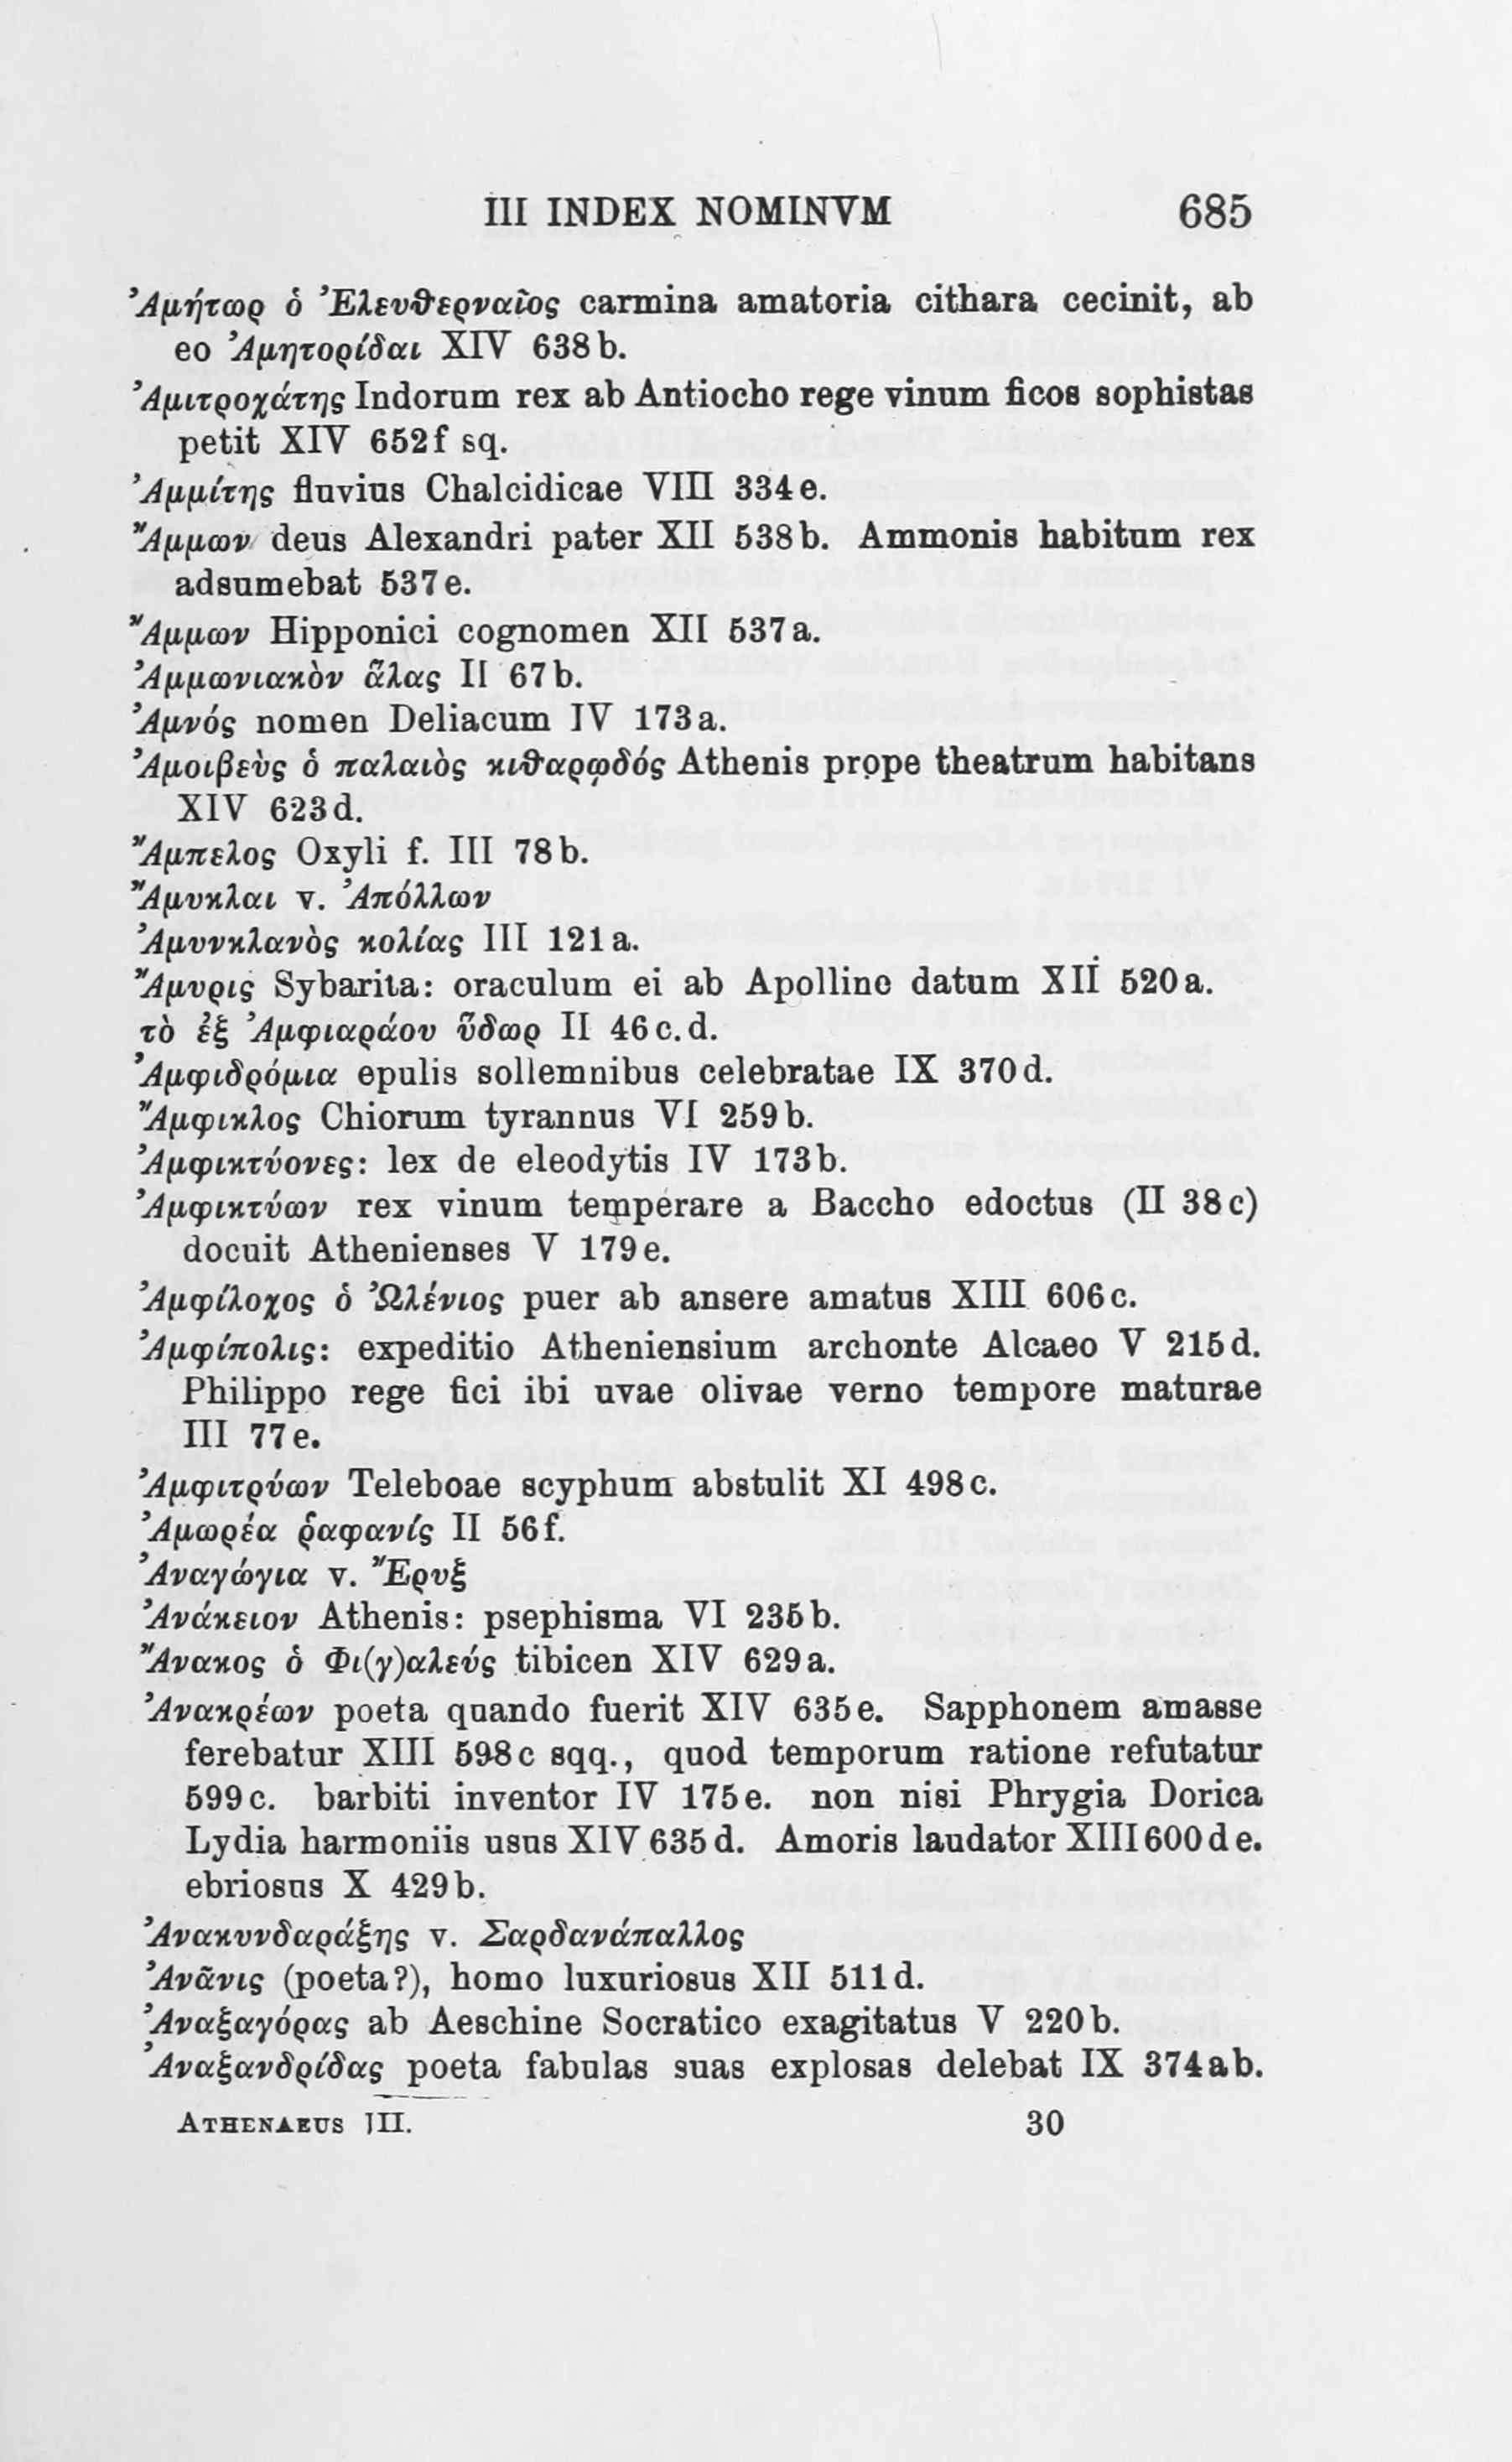 III INDEX NOMINVM 685
Ἀμήτωρ ὁ Ἐλευθερναῖος carmina amatoria cithara cecinit, ab
eo Ἀμητορίδαι XIV 638 b.
Ἀμιτροχάτης Indorum rex ab Antiocho rege vinum ficos sophistas
petit XIV 652 f sq.
Ἀμμίτης fluvius Chalcidicae VIII 334 e.
Ἄμμων deus Alexandri pater XII 538 b. Ammonis habitum rex
adsumebat 537 e.
Ἄμμων Hipponici cognomen XII 537 a.
Ἀμμωνιακὸν ἅλας II 67 b.
Ἀμνός nomen Deliacum IV 173 a.
Ἀμοιβεὺς ὁ παλαιὸς κιθαρῳδός Athenis prope theatrum habitans
XIV 623 d.
Ἄμπελος Oxyli f. III 78 b.
Ἄμυκλαι v. Ἀπόλλων
Ἀμυνκλανὸς κολίας III 121 a.
Ἄμυρις Sybarita: oraculum ei ab Apolline datum XII 520 a.
τὸ ἐξ Ἀμφιαράου ὕδωρ II 46 c. d.
Ἀμφιδρόμια epulis sollemnibus celebratae IX 370 d.
Ἄμφικλος Chiorum tyrannus VI 259 b.
Ἀμφικτύονες: lex de eleodytis IV 173 b.
Ἀμφικτύων rex vinum temperare a Baccho edoctus (II 38 c)
docuit Athenienses V 179 e.
Ἀμφίλοχος ὁ Ὠλένιος puer ab ansere amatus XIII 606 c.
Ἀμφίπολις: expeditio Atheniensium archonte Alcaeo V 215 d.
Philippo rege fici ibi uvae olivae verno tempore maturae
III 77 e.
Ἀμφιτρύων Teleboae scyphum abstulit XI 498 c.
Ἀμωρέα ῥαφανίς II 56 f.
Ἀναγώγια v. Ἔρυξ
Ἀνάκειον Athenis: psephisma VI 235 b.
Ἄνακος ὁ Φι(γ)αλεύς tibicen XIV 629 a.
Ἀνακρέων poeta quando fuerit XIV 635 e. Sapphonem amasse
ferebatur XIII 598 c sqq., quod temporum ratione refutatur
599 c. barbiti inventor IV 175 e. non nisi Phrygia Dorica
Lydia harmoniis usus XIV 635 d. Amoris laudator XIII 600 d e.
ebriosus X 429 b.
Ἀνακυνδαράξης v. Σαρδανάπαλλος
Ἀνᾶνις (poeta?), homo luxuriosus XII 511 d.
Ἀναξαγόρας ab Aeschine Socratico exagitatus V 220 b.
Ἀναξανδρίδας poeta fabulas suas explosas delebat IX 374 a b.
ATHENAEUS III. 30